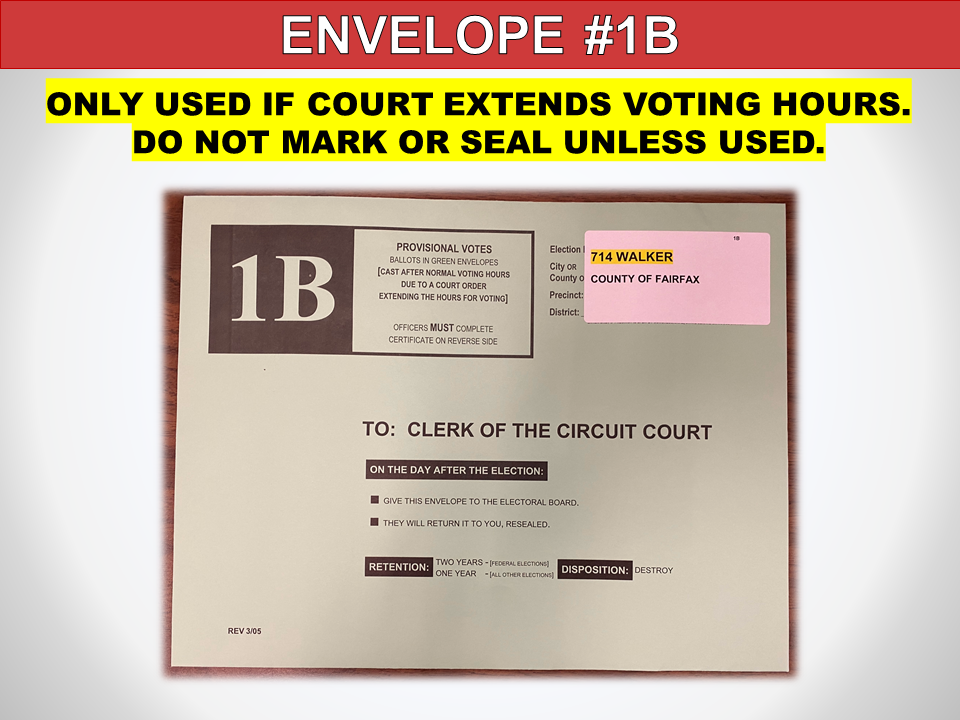 ENVELOPE #1B
ONLY USED IF COURT EXTENDS VOTING HOURS.
DO NOT MARK OR SEAL UNLESS USED.
1B
PROVISIONAL VOTES
BALLOTS IN GREEN ENVELOPES
[CAST AFTER NORMAL VOTING HOURS
DUE TO A COURT ORDER
EXTENDING THE HOURS FOR VOTING]
OFFICERS MUST COMPLETE
CERTIFICATE ON REVERSE SIDE
Election
City OR
County
Precinct:
District:
1B
714 WALKER
COUNTY OF FAIRFAX
TO: CLERK OF THE CIRCUIT COURT
ON THE DAY AFTER THE ELECTION:
■ GIVE THIS ENVELOPE TO THE ELECTORAL BOARD.
■ THEY WILL RETURN IT TO YOU, RESEALED.
RETENTION: TWO YEARS - [FEDERAL ELECTIONS]
ONE YEAR - [ALL OTHER ELECTIONS]
DISPOSITION: DESTROY
REV 3/05